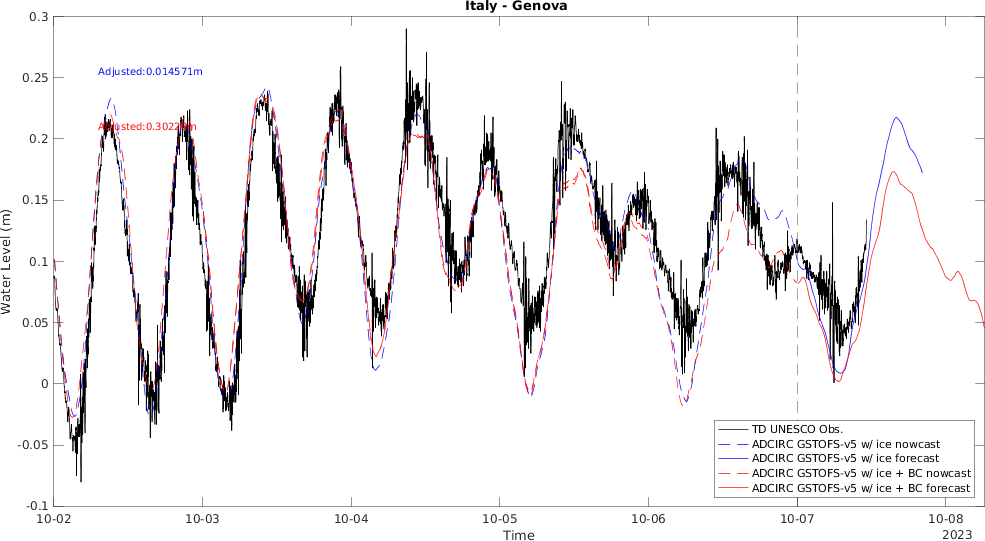 Italy - Genova
0.3
0.25
0.2
0.15
0.1
0.05
0
-0.05
-0.1
Water Level (m)
Adjusted:0.014571m
10-02
10-03
10-04
10-05
10-06
10-07
10-08
Time
2023
TD UNESCO Obs.
ADCIRC GSTOFS-v5 w/ ice nowcast
ADCIRC GSTOFS-v5 w/ ice forecast
ADCIRC GSTOFS-v5 w/ ice + BC nowcast
ADCIRC GSTOFS-v5 w/ ice + BC forecast